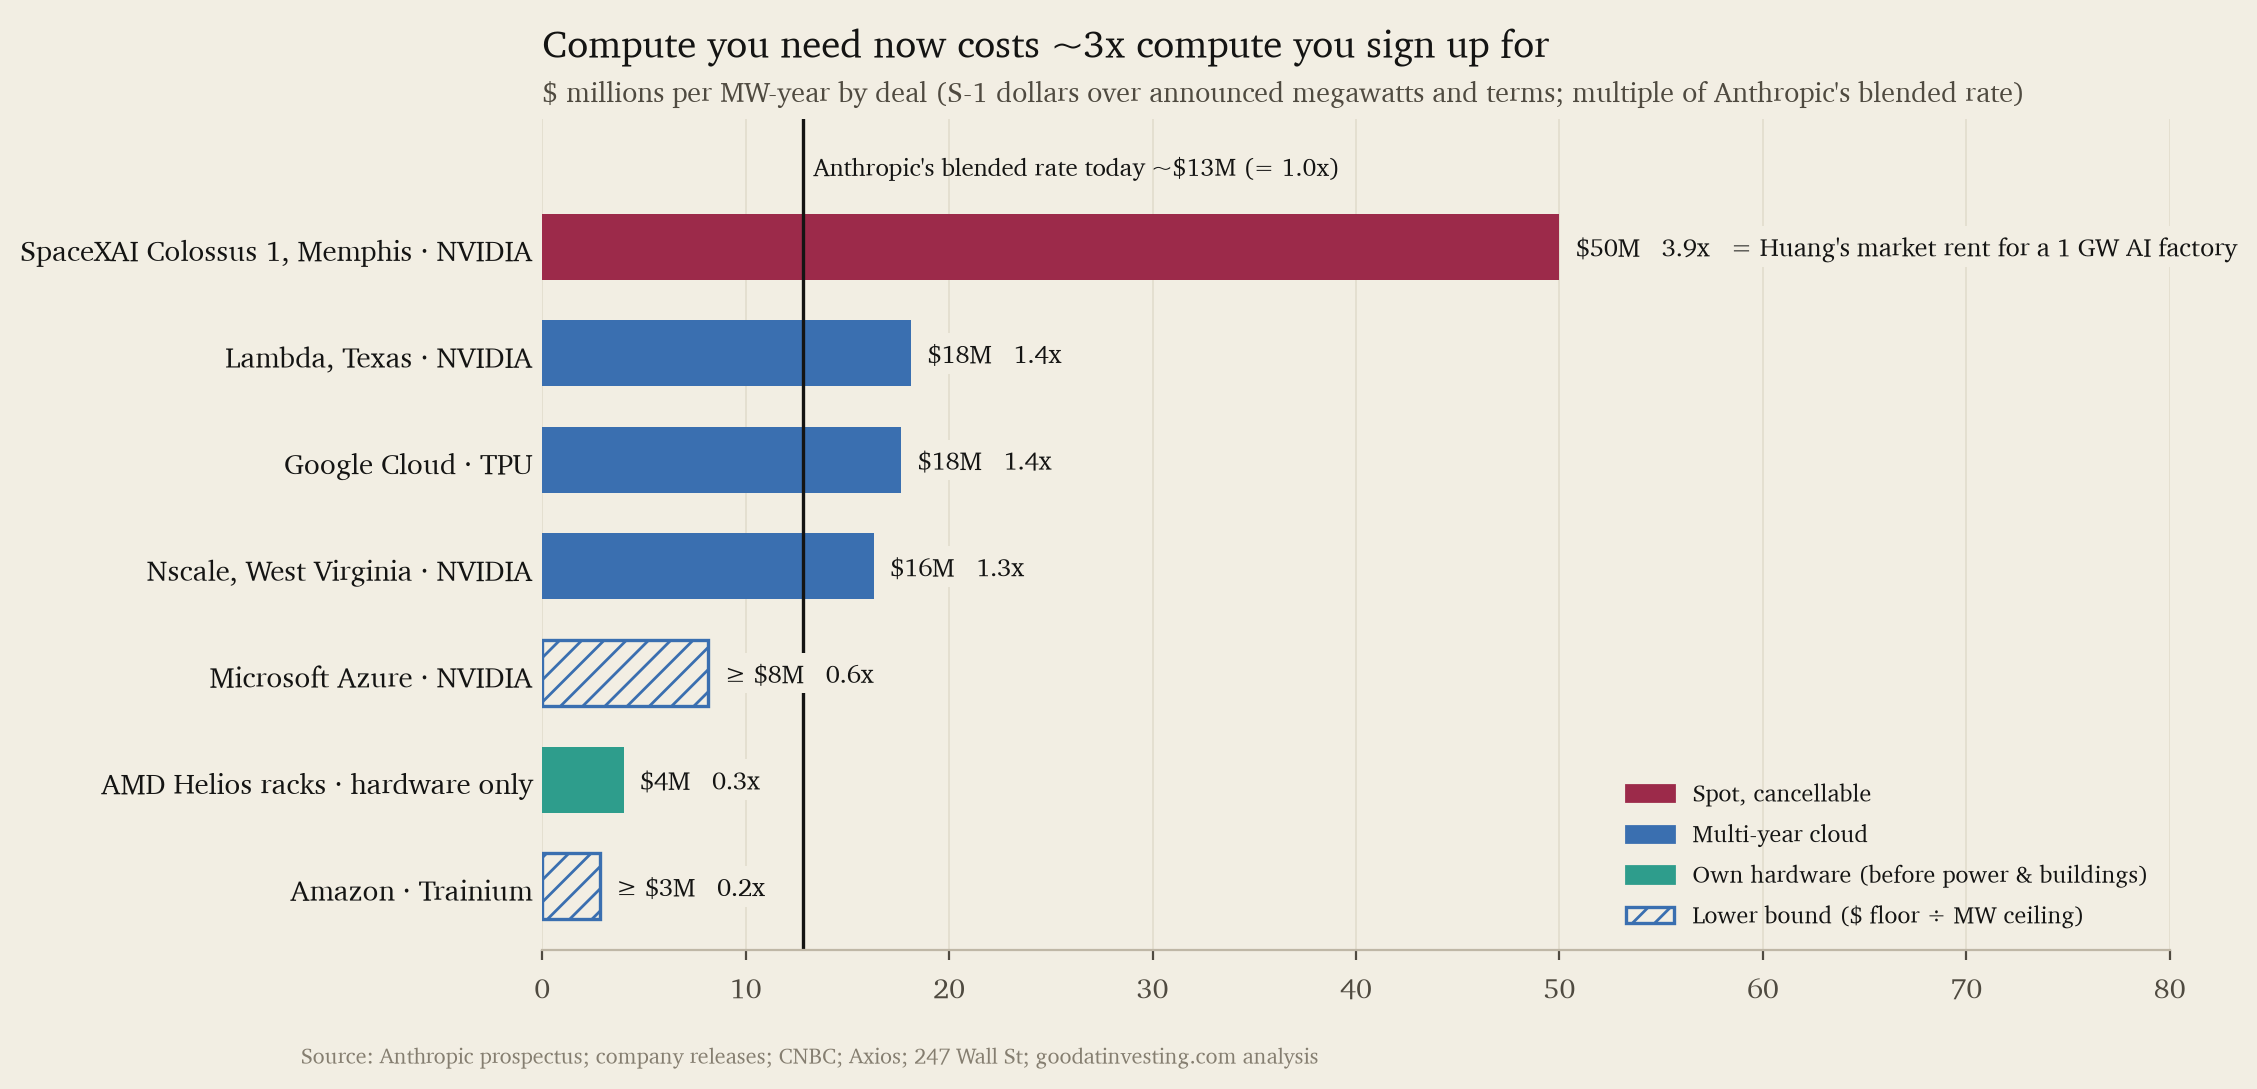 Compute you need now costs ~3x compute you sign up for
$ millions per MW-year by deal (S-1 dollars over announced megawatts and terms; multiple of Anthropic's blended rate)
Anthropic's blended rate today ~$13M (= 1.0x)
SpaceXAI Colossus 1, Memphis · NVIDIA $50M 3.9x = Huang's market rent for a 1 GW AI factory
Lambda, Texas · NVIDIA $18M 1.4x
Google Cloud · TPU $18M 1.4x
Nscale, West Virginia · NVIDIA $16M 1.3x
Microsoft Azure · NVIDIA ≥ $8M 0.6x
AMD Helios racks · hardware only $4M 0.3x
Amazon · Trainium ≥ $3M 0.2x
Spot, cancellable
Multi-year cloud
Own hardware (before power & buildings)
Lower bound ($ floor ÷ MW ceiling)
0 10 20 30 40 50 60 70 80
Source: Anthropic prospectus; company releases; CNBC; Axios; 247 Wall St; goodatinvesting.com analysis